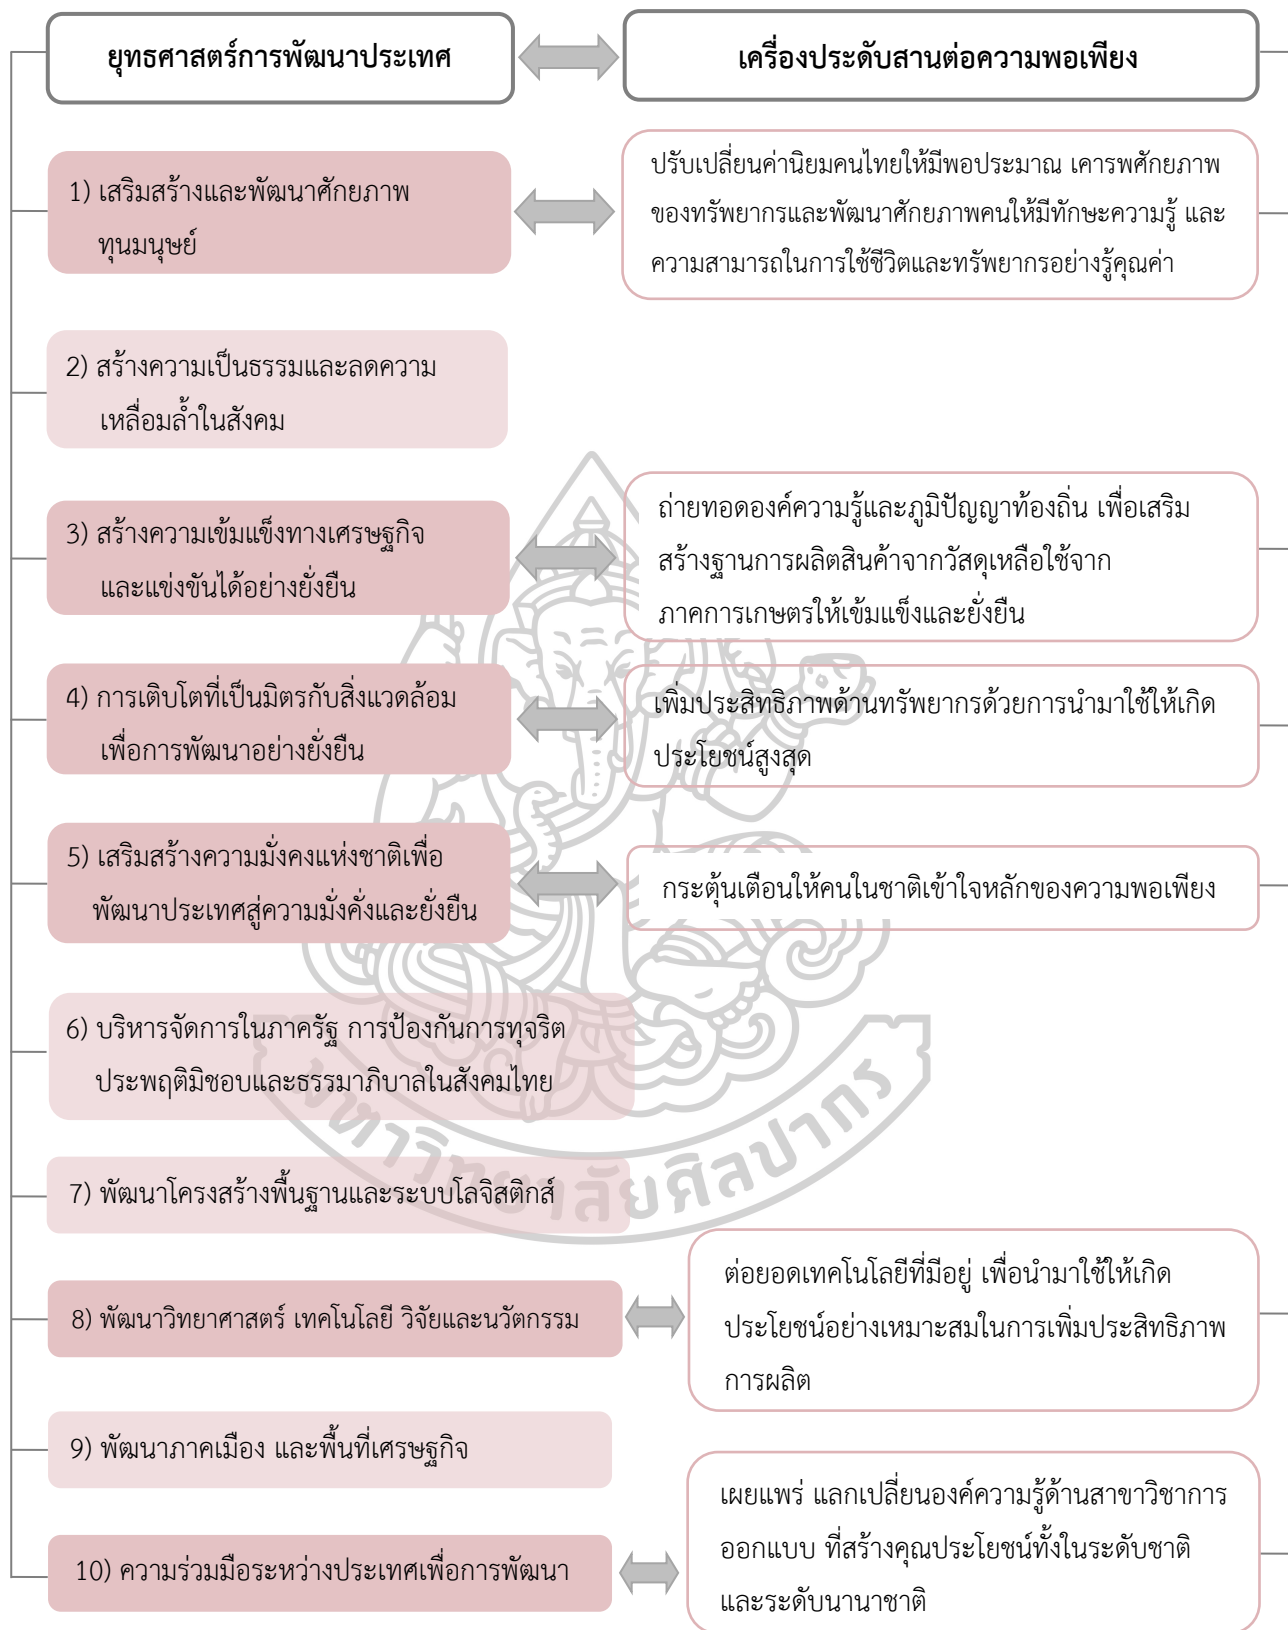 ยุทธศาสตร์การพัฒนาประเทศ
เครื่องประดับสานต่อความพอเพียง
1) เสริมสร้างและพัฒนาศักยภาพ
ทุนมนุษย์
ปรับเปลี่ยนค่านิยมคนไทยให้มีพอประมาณ เคารพศักยภาพ
ของทรัพยากรและพัฒนาศักยภาพคนให้มีทักษะความรู้ และ
ความสามารถในการใช้ชีวิตและทรัพยากรอย่างรู้คุณค่า
2) สร้างความเป็นธรรมและลดความ
เหลื่อมล้ำในสังคม
3) สร้างความเข้มแข็งทางเศรษฐกิจ
และแข่งขันได้อย่างยั่งยืน
ถ่ายทอดองค์ความรู้และภูมิปัญญาท้องถิ่น เพื่อเสริม
สร้างฐานการผลิตสินค้าจากวัสดุเหลือใช้จาก
ภาคการเกษตรให้เข้มแข็งและยั่งยืน
4) การเติบโตที่เป็นมิตรกับสิ่งแวดล้อม
เพื่อการพัฒนาอย่างยั่งยืน
เพิ่มประสิทธิภาพด้านทรัพยากรด้วยการนำมาใช้ให้เกิด
ประโยชน์สูงสุด
5) เสริมสร้างความมั่งคงแห่งชาติเพื่อ
พัฒนาประเทศสู่ความมั่งคั่งและยั่งยืน
กระตุ้นเตือนให้คนในชาติเข้าใจหลักของความพอเพียง
6) บริหารจัดการในภาครัฐ การป้องกันการทุจริต
ประพฤติมิชอบและธรรมาภิบาลในสังคมไทย
7) พัฒนาโครงสร้างพื้นฐานและระบบโลจิสติกส์
มหาวิทยาลัยศิลปากร
8) พัฒนาวิทยาศาสตร์ เทคโนโลยี วิจัยและนวัตกรรม
ต่อยอดเทคโนโลยีที่มีอยู่ เพื่อนำมาใช้ให้เกิด
ประโยชน์อย่างเหมาะสมในการเพิ่มประสิทธิภาพ
การผลิต
9) พัฒนาภาคเมือง และพื้นที่เศรษฐกิจ
10) ความร่วมมือระหว่างประเทศเพื่อการพัฒนา
เผยแพร่ แลกเปลี่ยนองค์ความรู้ด้านสาขาวิชาการ
ออกแบบ ที่สร้างคุณประโยชน์ทั้งในระดับชาติ
และระดับนานาชาติ